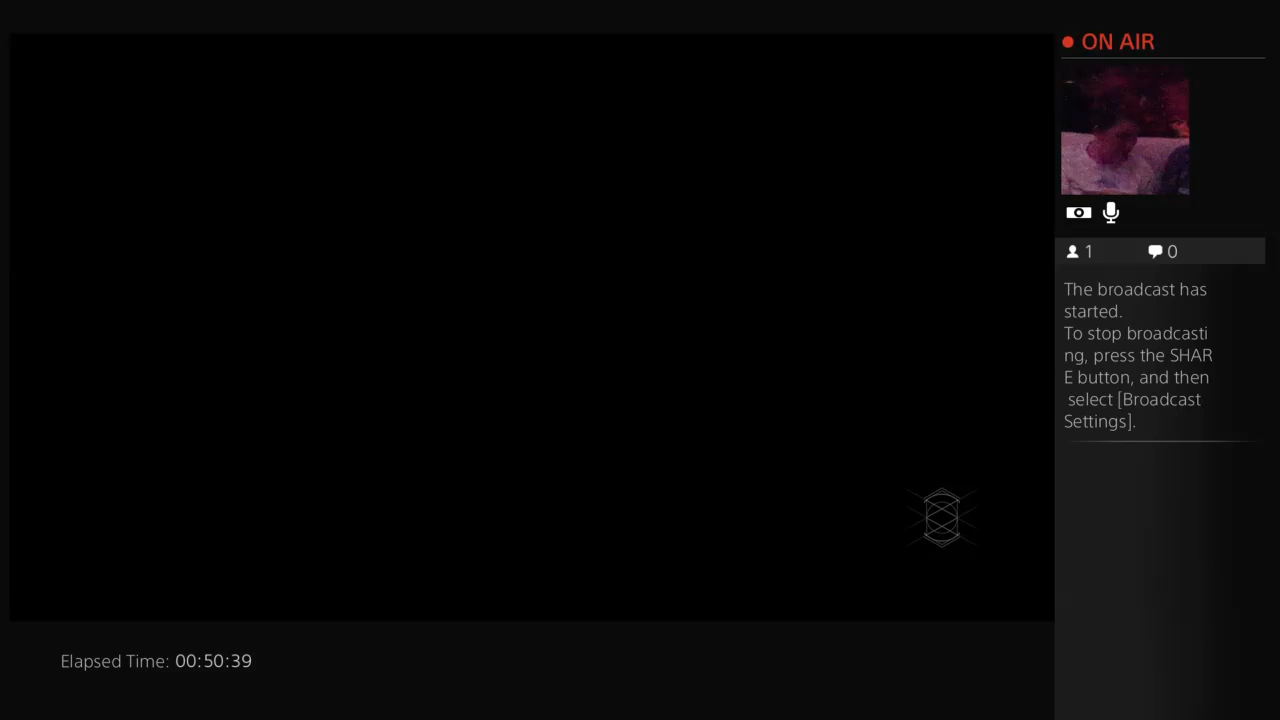 ON AIR
1 0
The broadcast has
started.
To stop broadcasti
ng, press the SHAR
E button, and then
select [Broadcast
Settings].
Elapsed Time: 00:50:39